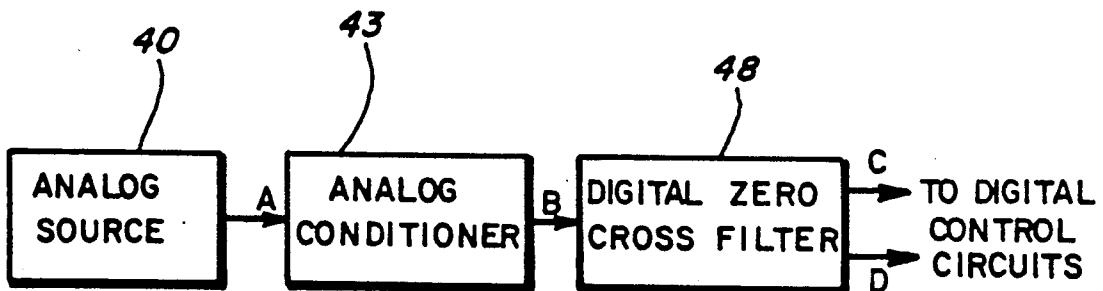 40
43
48
ANALOG
SOURCE
A
ANALOG
CONDITIONER
B
DIGITAL ZERO
CROSS FILTER
C
D
TO DIGITAL
CONTROL
CIRCUITS